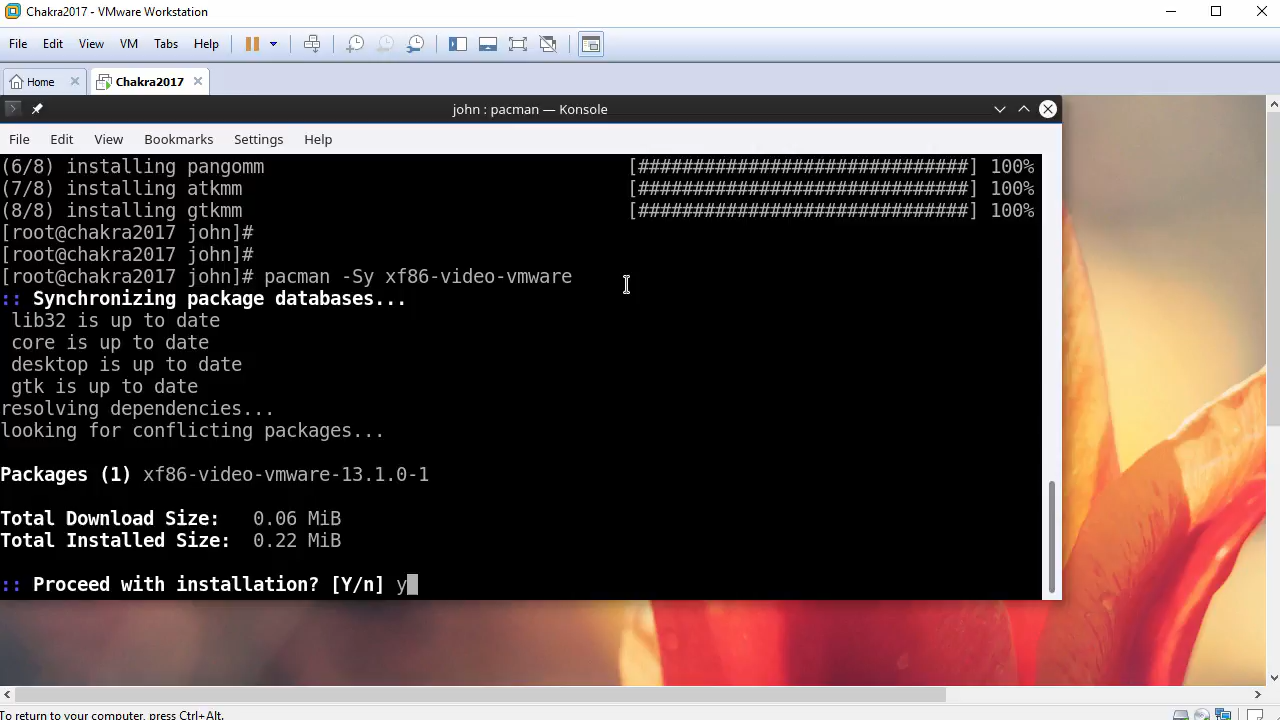 Chakra2017 - VMware Workstation
File Edit View VM Tabs Help
Home Chakra2017
john : pacman — Konsole
File Edit View Bookmarks Settings Help
(6/8) installing pangomm [############################] 100%
(7/8) installing atkmm [############################] 100%
(8/8) installing gtkmm [############################] 100%
[root@chakra2017 john]#
[root@chakra2017 john]#
[root@chakra2017 john]# pacman -Sy xf86-video-vmware
:: Synchronizing package databases...
lib32 is up to date
core is up to date
desktop is up to date
gtk is up to date
resolving dependencies...
looking for conflicting packages...
Packages (1) xf86-video-vmware-13.1.0-1
Total Download Size: 0.06 MiB
Total Installed Size: 0.22 MiB
:: Proceed with installation? [Y/n] y
To return to your computer, press Ctrl+Alt.